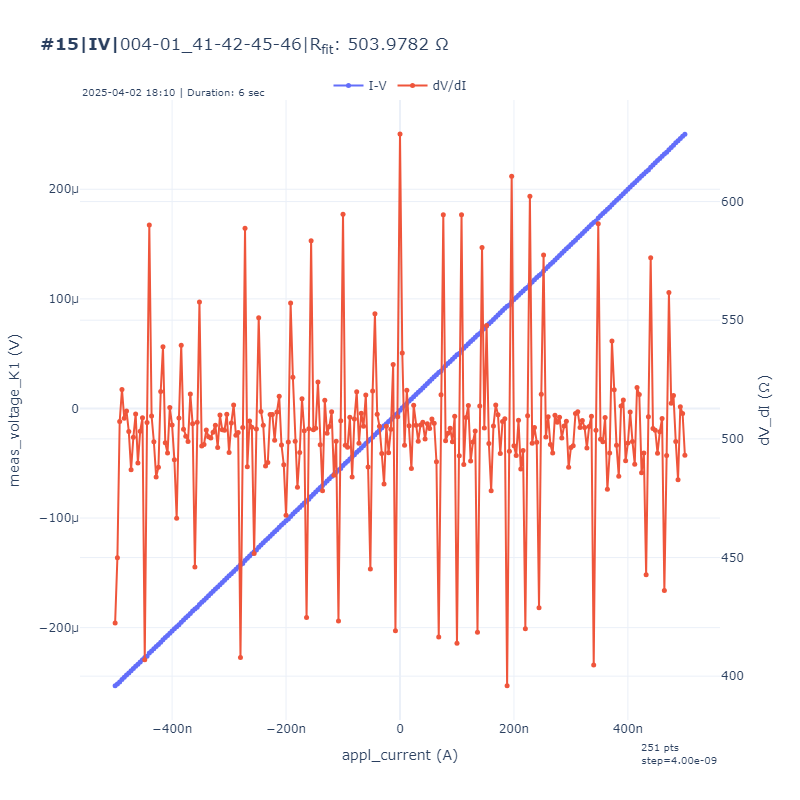 #15|IV|004-01_41-42-45-46|Rfit: 503.9782 Ω
2025-04-02 18:10 | Duration: 6 sec
I-V
dV/dI
200μ
100μ
0
−100μ
−200μ
600
550
500
450
400
−400n
−200n
0
200n
400n
meas_voltage_K1 (V)
dV_dI (Ω)
appl_current (A)
251 pts
step=4.00e-09